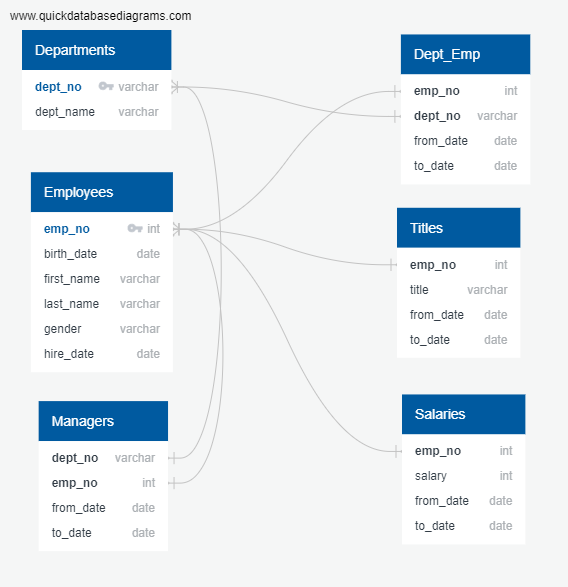 www.quickdatabasediagrams.com
Departments
dept_no varchar
dept_name varchar
Employees
emp_no int
birth_date date
first_name varchar
last_name varchar
gender varchar
hire_date date
Managers
dept_no varchar
emp_no int
from_date date
to_date date
Dept_Emp
emp_no int
dept_no varchar
from_date date
to_date date
Titles
emp_no int
title varchar
from_date date
to_date date
Salaries
emp_no int
salary int
from_date date
to_date date